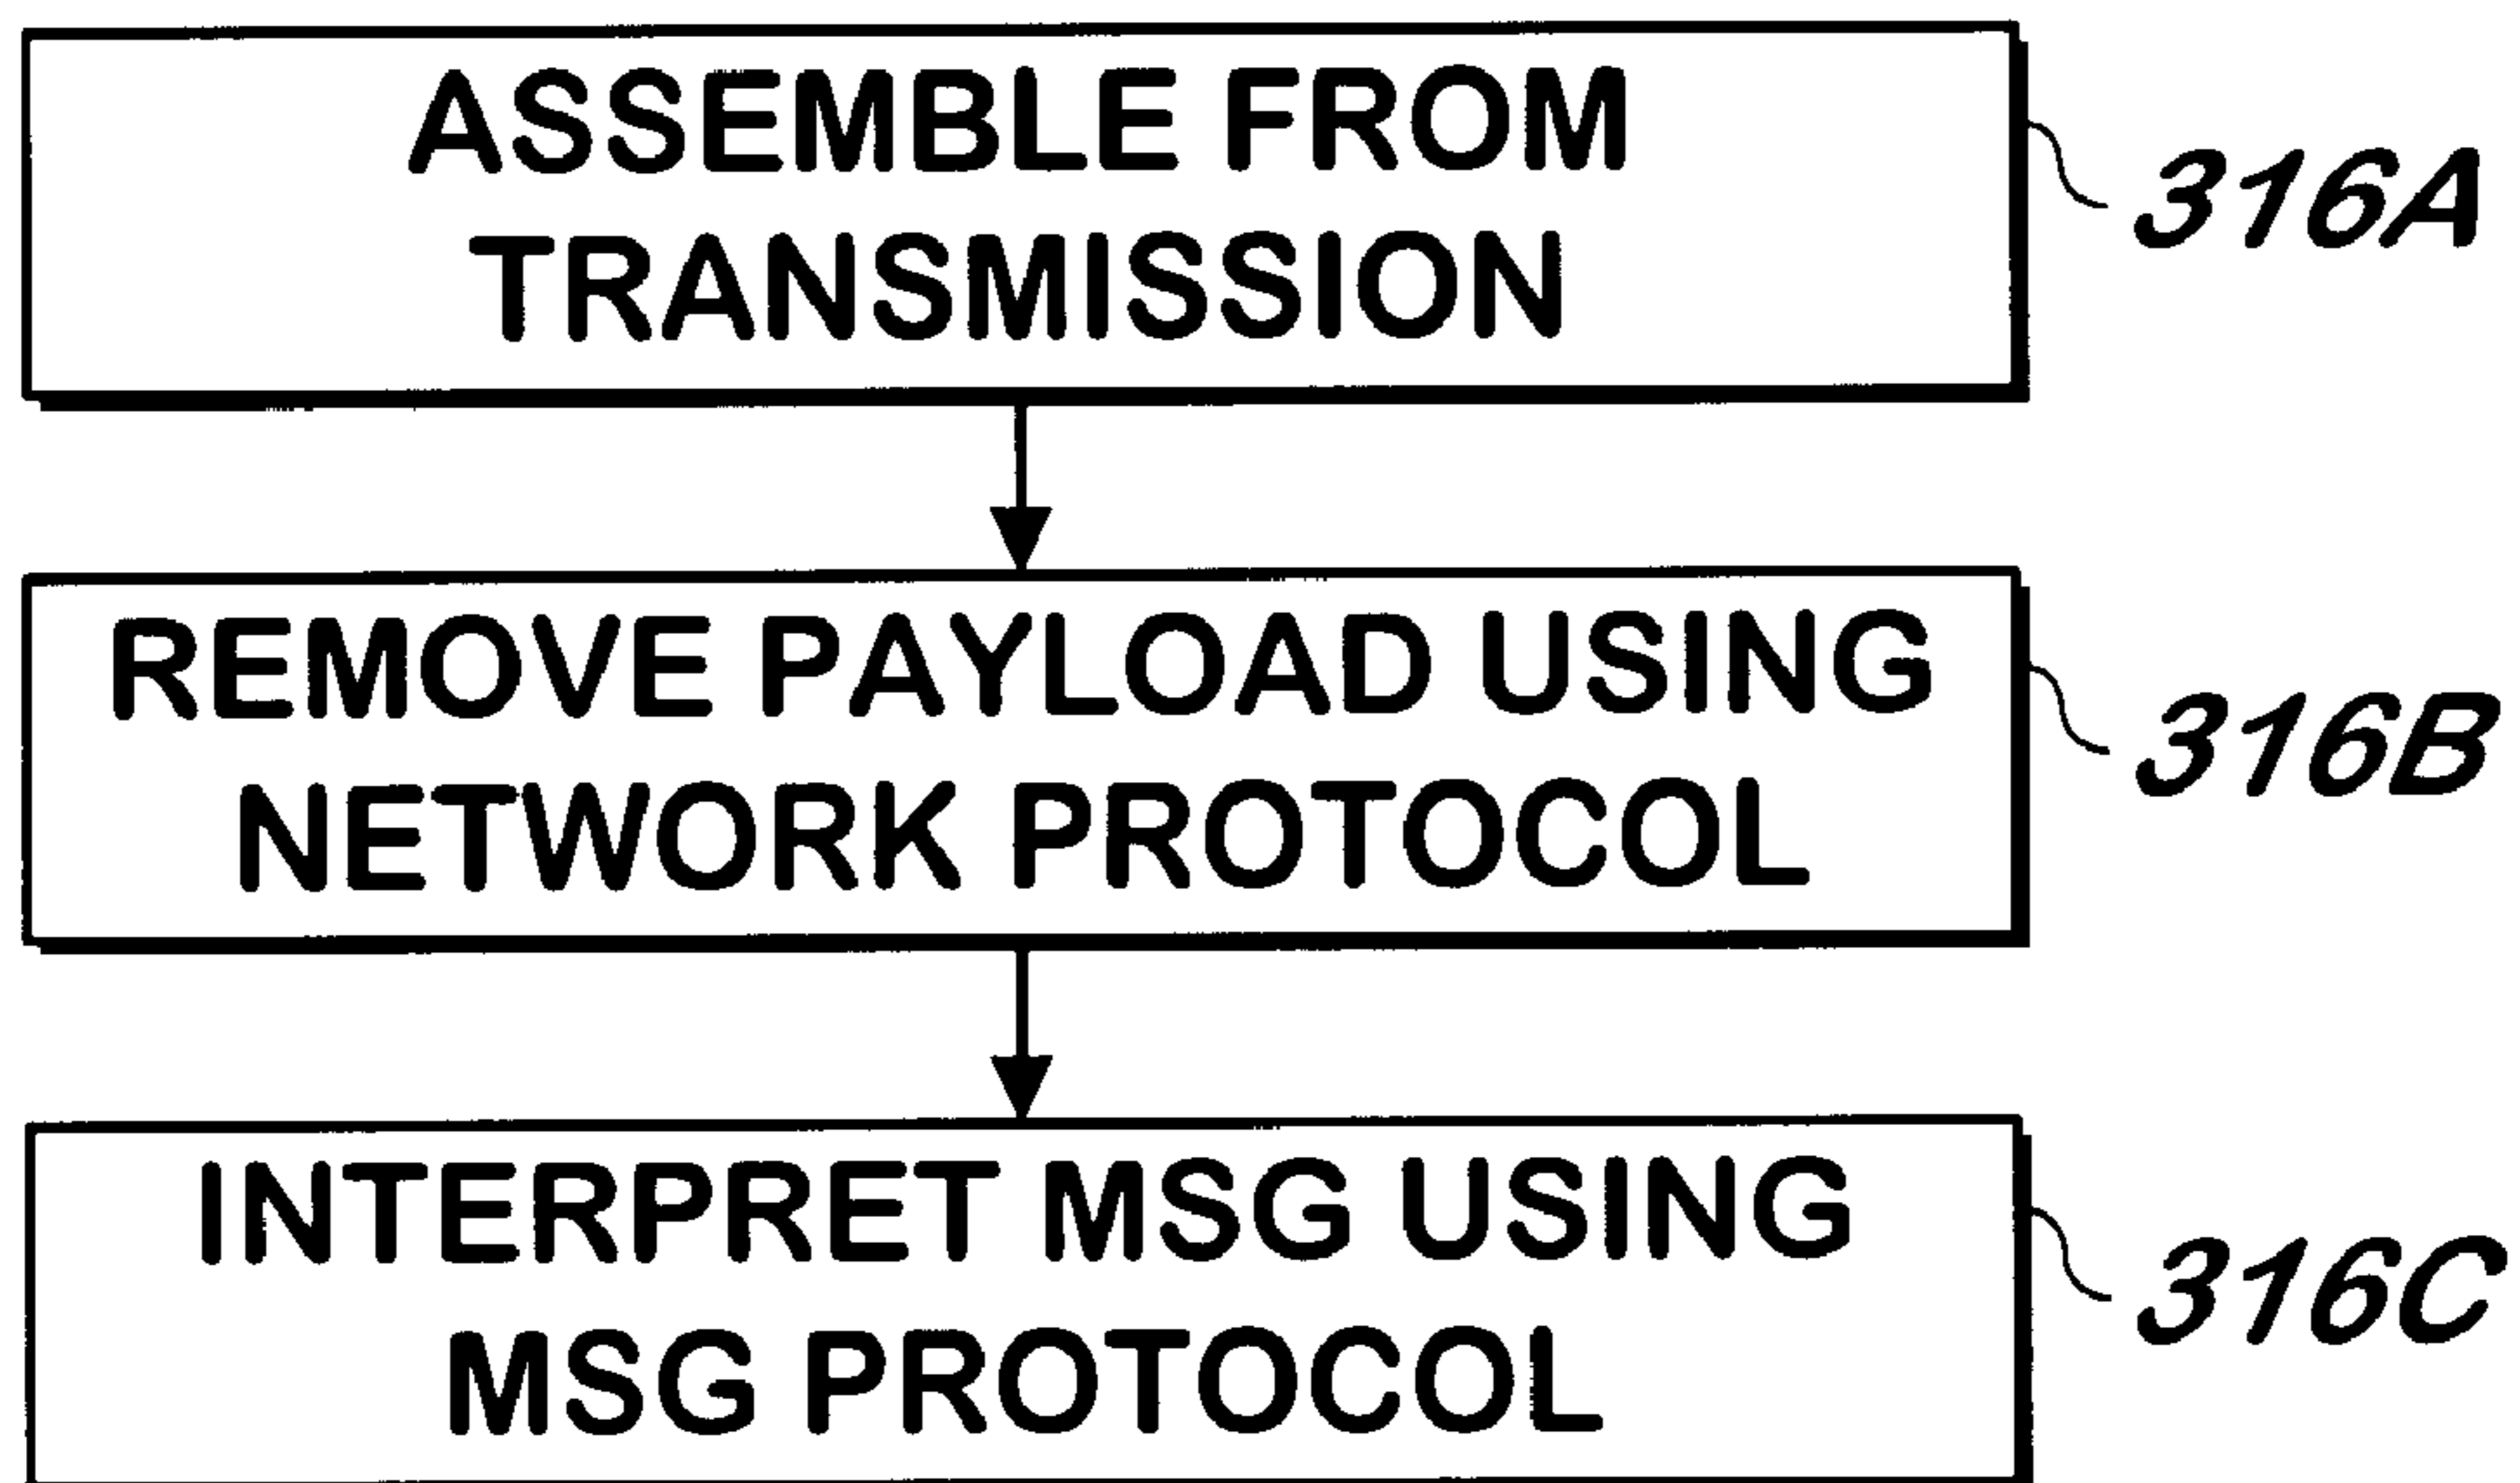 ASSEMBLE FROM
TRANSMISSION
316A
REMOVE PAYLOAD USING
NETWORK PROTOCOL
316B
INTERPRET MSG USING
MSG PROTOCOL
316C